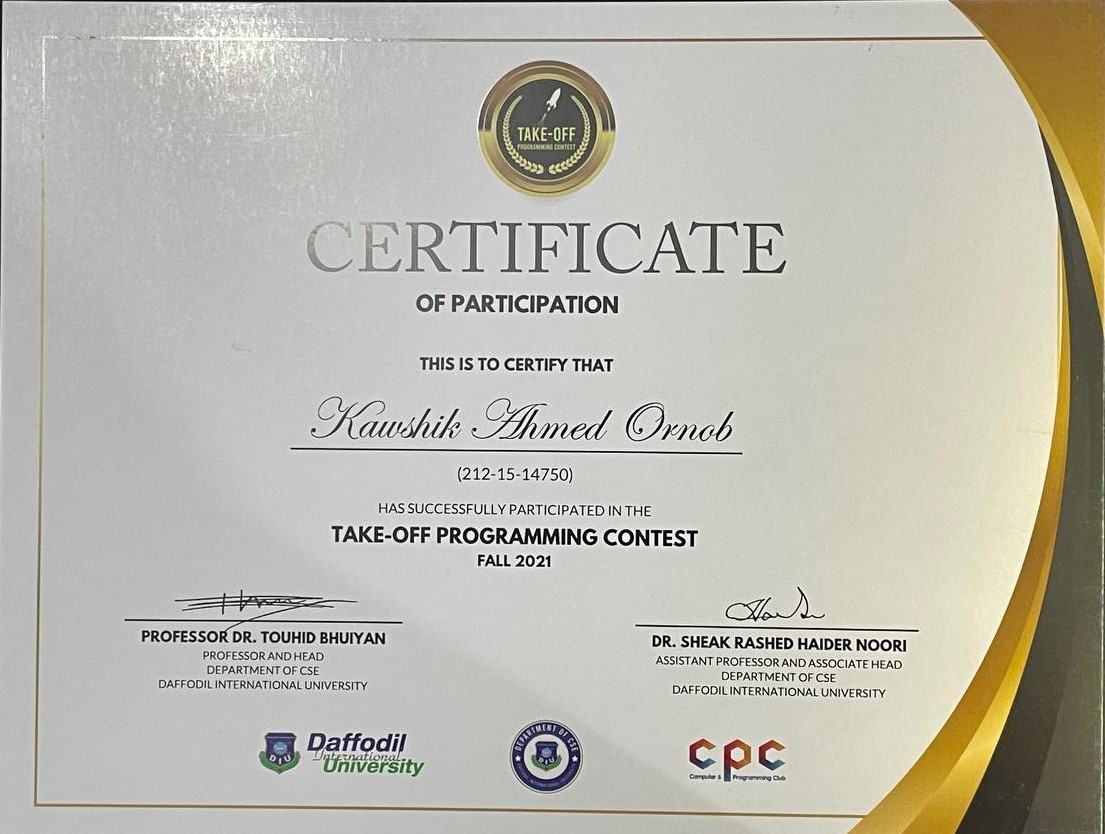 TAKE-OFF
PROGRAMMING CONTEST
CERTIFICATE
OF PARTICIPATION
THIS IS TO CERTIFY THAT
Kawshik Ahmed Ornob
(212-15-14750)
HAS SUCCESSFULLY PARTICIPATED IN THE
TAKE-OFF PROGRAMMING CONTEST
FALL 2021
PROFESSOR DR. TOUHID BHUIYAN
PROFESSOR AND HEAD
DEPARTMENT OF CSE
DAFFODIL INTERNATIONAL UNIVERSITY
DR. SHEAK RASHED HAIDER NOORI
ASSISTANT PROFESSOR AND ASSOCIATE HEAD
DEPARTMENT OF CSE
DAFFODIL INTERNATIONAL UNIVERSITY
DIU
Daffodil
International
University
DEPARTMENT OF CSE
DIU
DAFFODIL INTERNATIONAL UNIVERSITY
cpc
Computer & Programming Club